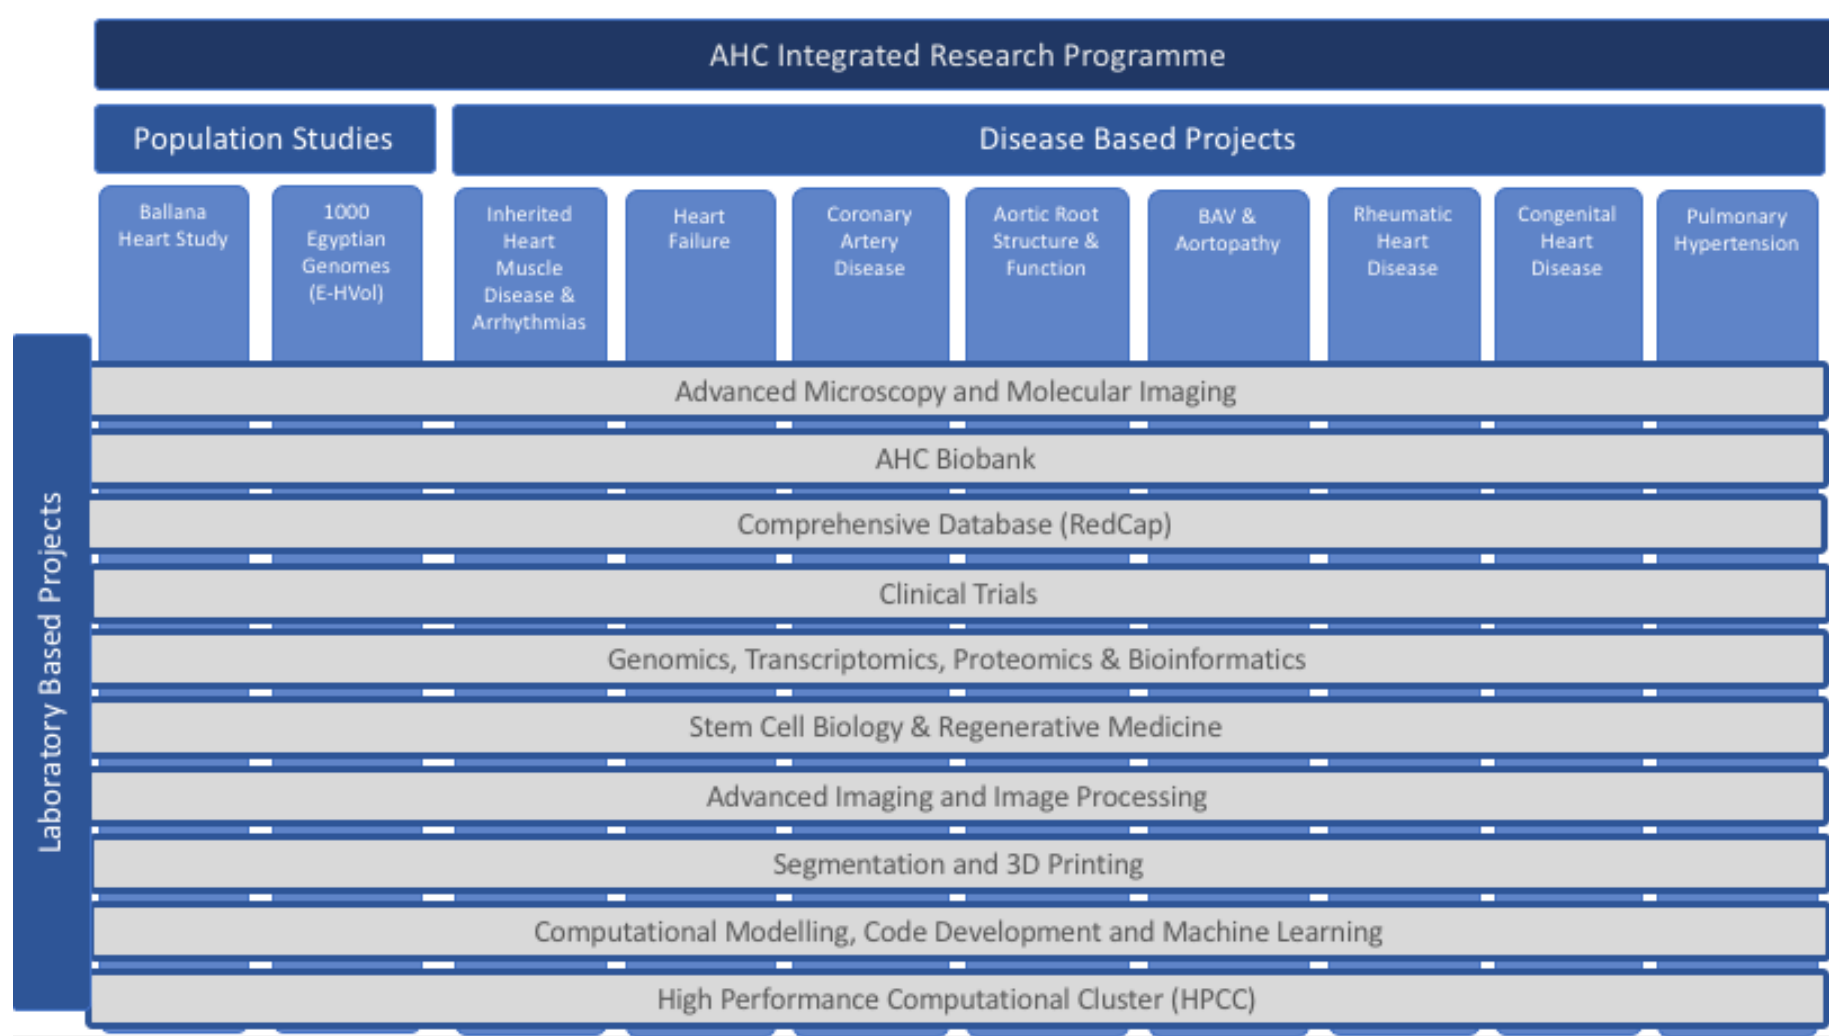 AHC Integrated Research Programme
Population Studies
Disease Based Projects
Ballana
Heart Study
1000
Egyptian
Genomes
(E-HVol)
Inherited
Heart
Muscle
Disease &
Arrhythmias
Heart
Failure
Coronary
Artery
Disease
Aortic Root
Structure &
Function
BAV &
Aortopathy
Rheumatic
Heart
Disease
Congenital
Heart
Disease
Pulmonary
Hypertension
Laboratory Based Projects
Advanced Microscopy and Molecular Imaging
AHC Biobank
Comprehensive Database (RedCap)
Clinical Trials
Genomics, Transcriptomics, Proteomics & Bioinformatics
Stem Cell Biology & Regenerative Medicine
Advanced Imaging and Image Processing
Segmentation and 3D Printing
Computational Modelling, Code Development and Machine Learning
High Performance Computational Cluster (HPCC)